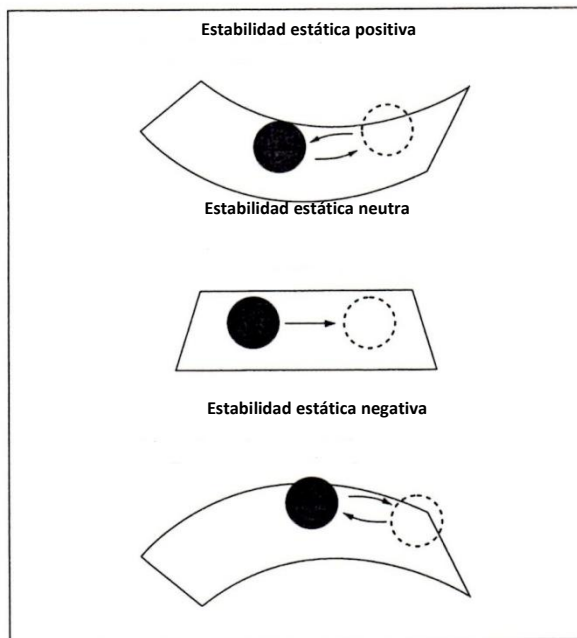 Estabilidad estática positiva
Estabilidad estática neutra
Estabilidad estática negativa